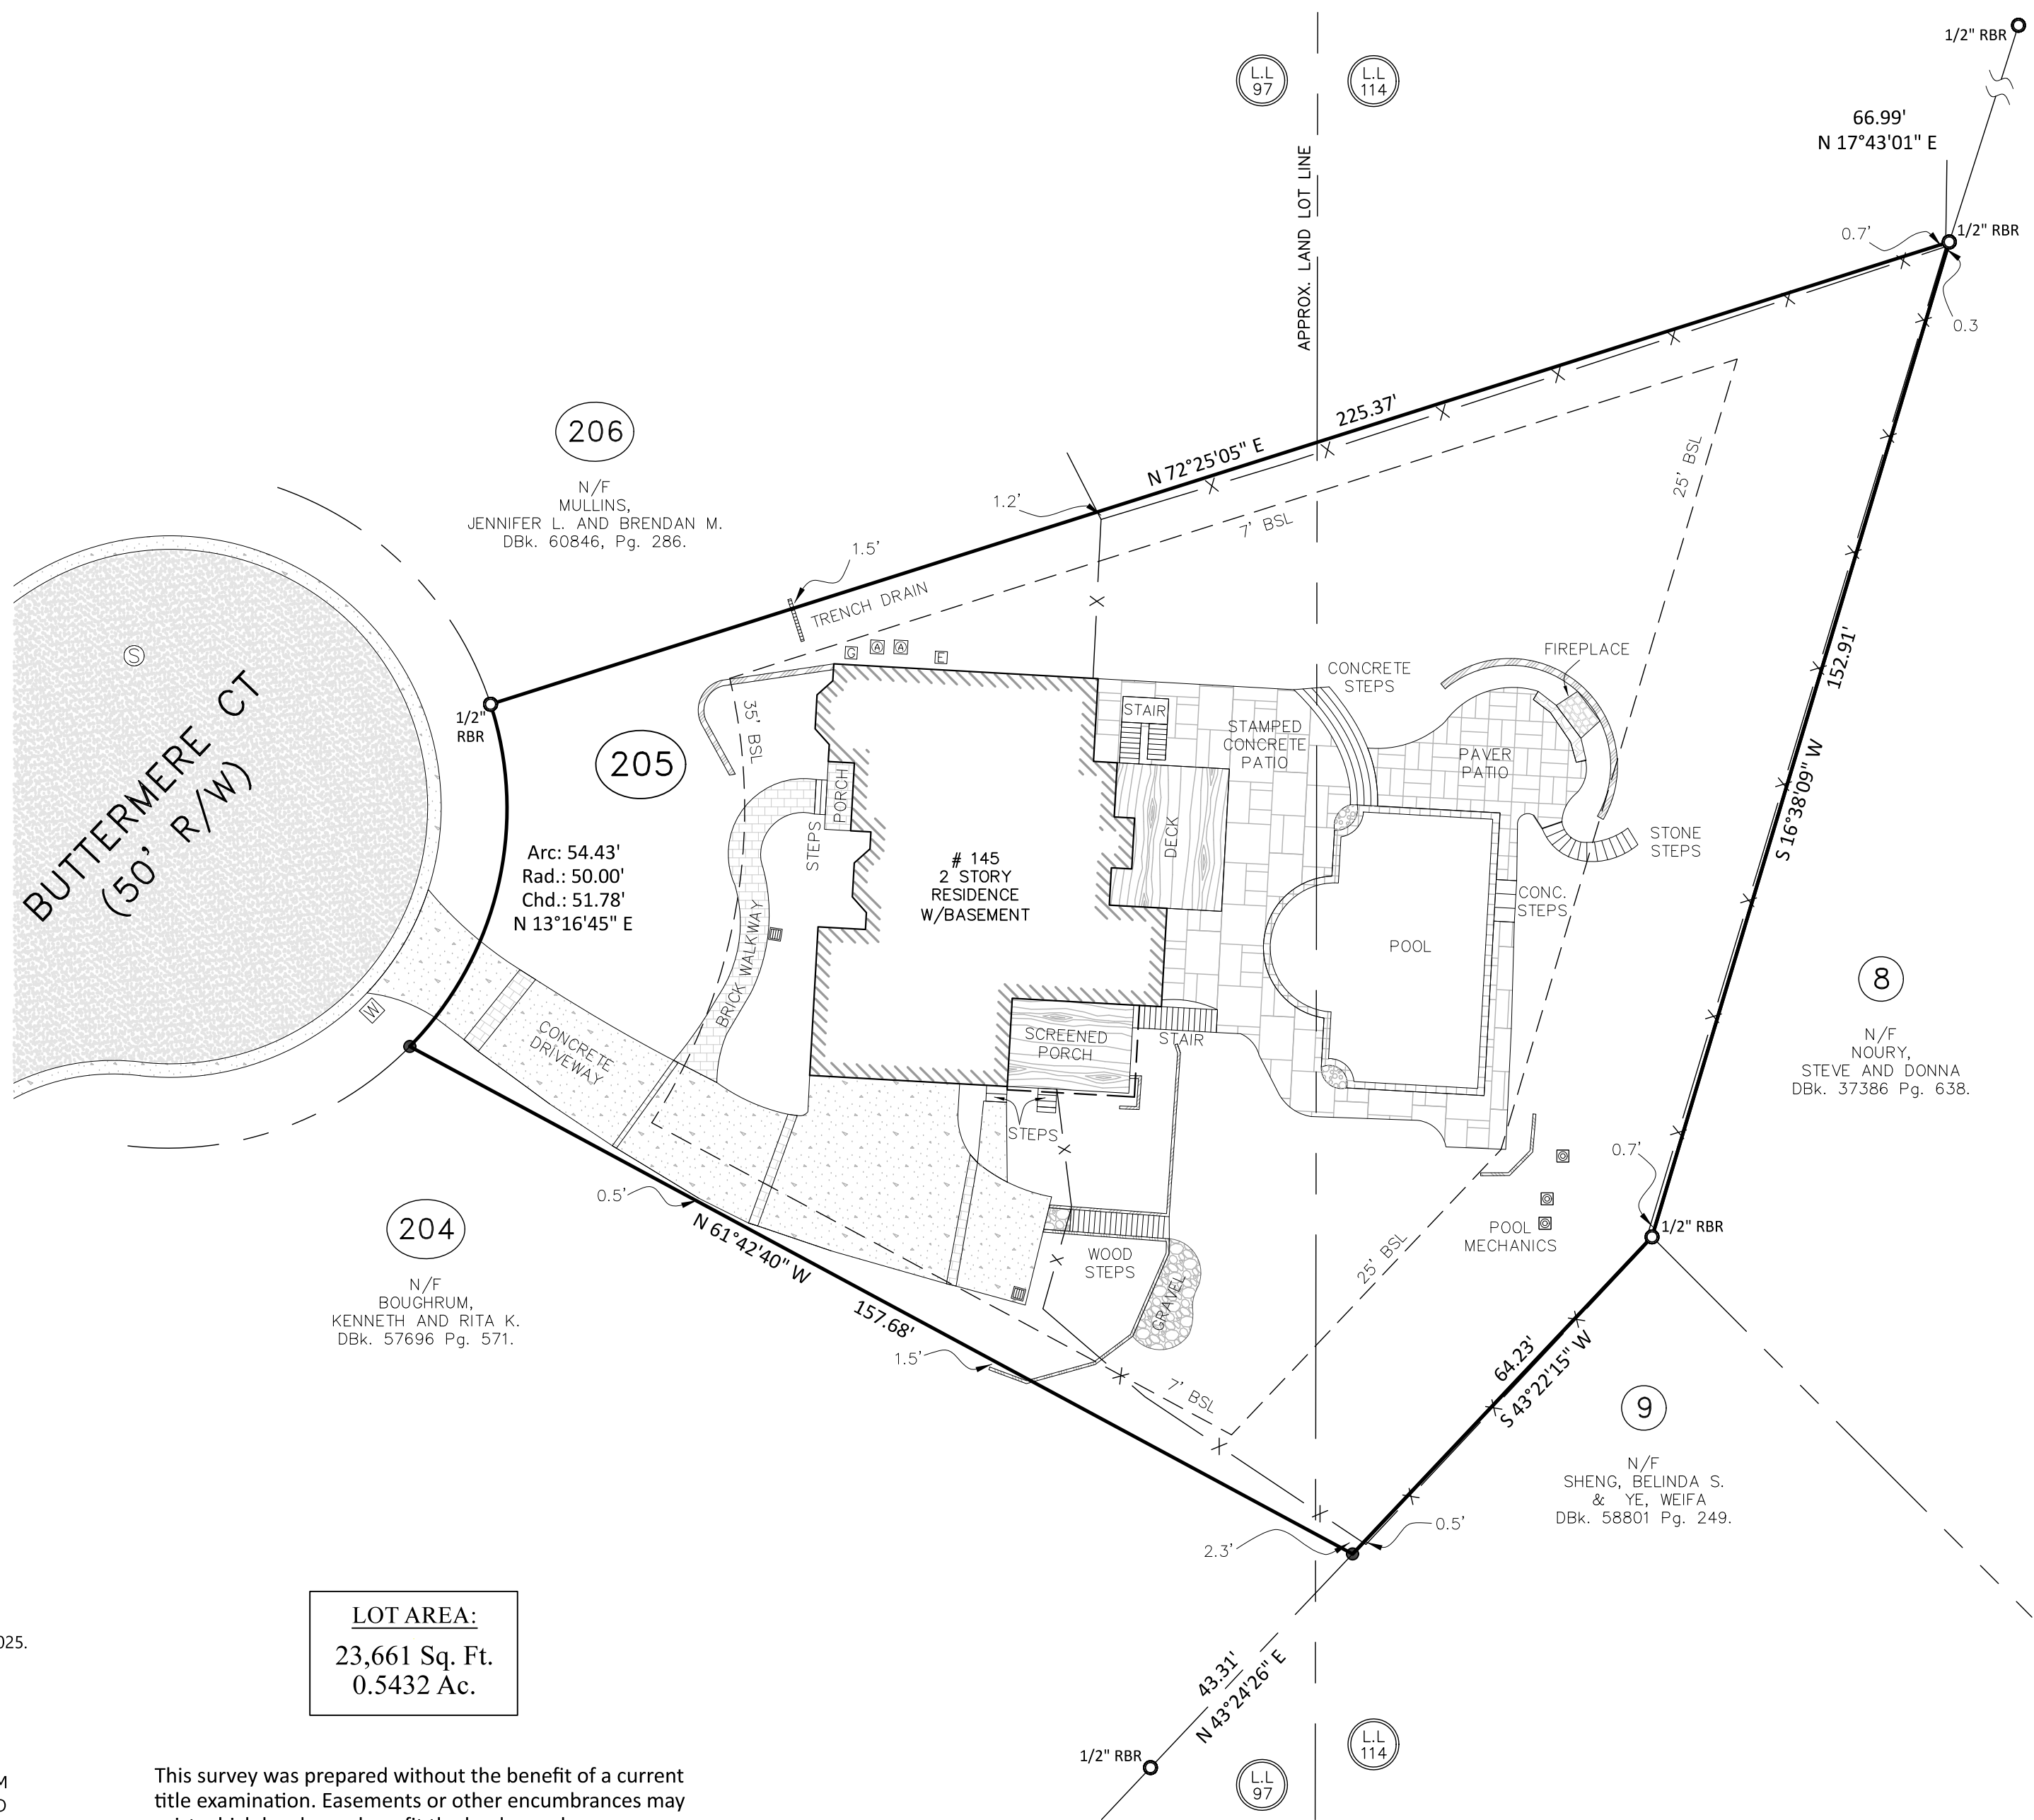 1/2" RBR
L.L
97
L.L
114
66.99'
N 17°43'01" E
APPROX. LAND LOT LINE
0.7'
1/2" RBR
0.3
225.37'
N 72°25'05" E
206
N/F
MULLINS,
JENNIFER L. AND BRENDAN M.
DBk. 60846, Pg. 286.
1.2'
1.5'
7' BSL
25' BSL
TRENCH DRAIN
S
G
A
A
E
BUTTERMERE CT
(50' R/W)
1/2"
RBR
205
35' BSL
PORCH
STEPS
STAIR
CONCRETE
STEPS
STAMPED
CONCRETE
PATIO
FIREPLACE
PAVER
PATIO
152.91'
S 16°38'09" W
DECK
STONE
STEPS
Arc: 54.43'
Rad.: 50.00'
Chd.: 51.78'
N 13°16'45" E
# 145
2 STORY
RESIDENCE
W/BASEMENT
CONC.
STEPS
POOL
BRICK WALKWAY
W
CONCRETE
DRIVEWAY
SCREENED
PORCH
STAIR
STEPS
8
N/F
NOURY,
STEVE AND DONNA
DBk. 37386 Pg. 638.
0.7'
1/2" RBR
POOL
MECHANICS
204
N/F
BOUGHRUM,
KENNETH AND RITA K.
DBk. 57696 Pg. 571.
0.5'
N 61°42'40" W
157.68'
WOOD
STEPS
GRAVEL
25' BSL
1.5'
7' BSL
64.23'
S 43°22'15" W
9
N/F
SHENG, BELINDA S.
& YE, WEIFA
DBk. 58801 Pg. 249.
0.5'
2.3'
LOT AREA:
23,661 Sq. Ft.
0.5432 Ac.
025.
43.31'
N 43°24'26" E
1/2" RBR
L.L
114
L.L
97
This survey was prepared without the benefit of a current
title examination. Easements or other encumbrances may